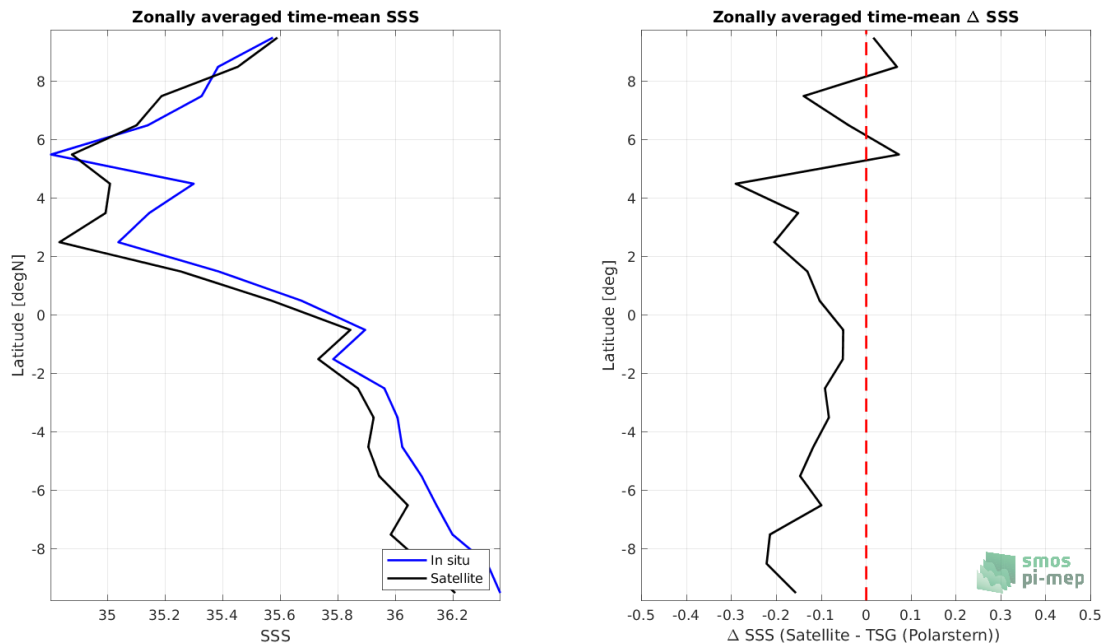 Zonally averaged time-mean SSS
Latitude [degN]
8
6
4
2
0
-2
-4
-6
-8
In situ
Satellite
35 35.2 35.4 35.6 35.8 36 36.2
SSS
Zonally averaged time-mean Δ SSS
Latitude [deg]
8
6
4
2
0
-2
-4
-6
-8
smos
pi-mep
-0.5 -0.4 -0.3 -0.2 -0.1 0 0.1 0.2 0.3 0.4 0.5
Δ SSS (Satellite - TSG (Polarstern))